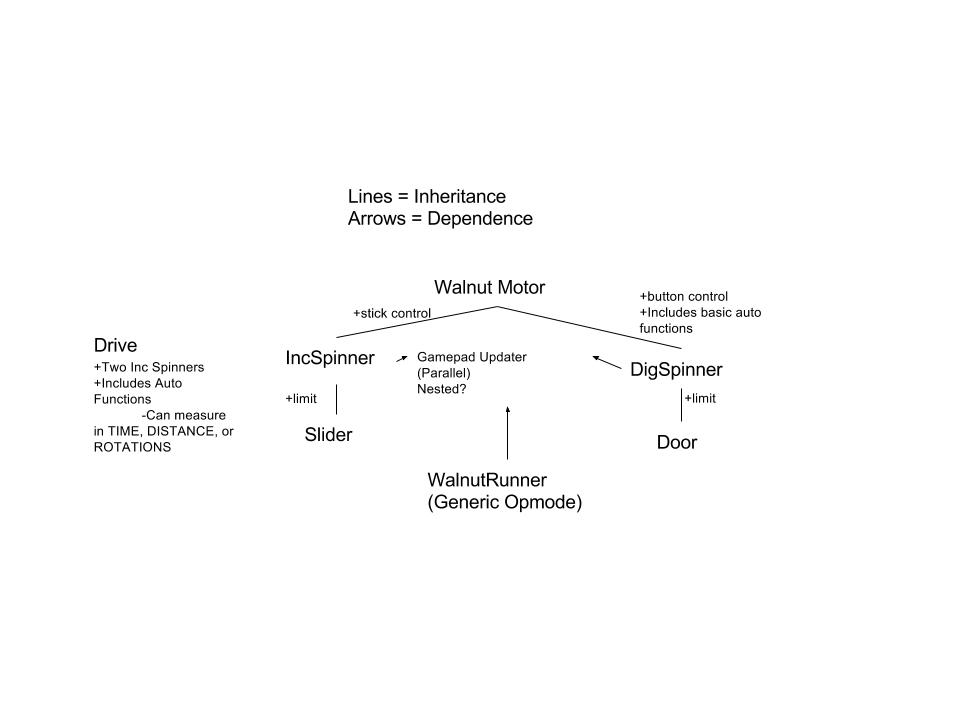 Lines = Inheritance
Arrows = Dependence
Walnut Motor
+stick control
+button control
+Includes basic auto
functions
Drive
+Two Inc Spinners
+Includes Auto
Functions
-Can measure
in TIME, DISTANCE, or
ROTATIONS
IncSpinner
+limit
Slider
Gamepad Updater
(Parallel)
Nested?
DigSpinner
+limit
Door
WalnutRunner
(Generic Opmode)